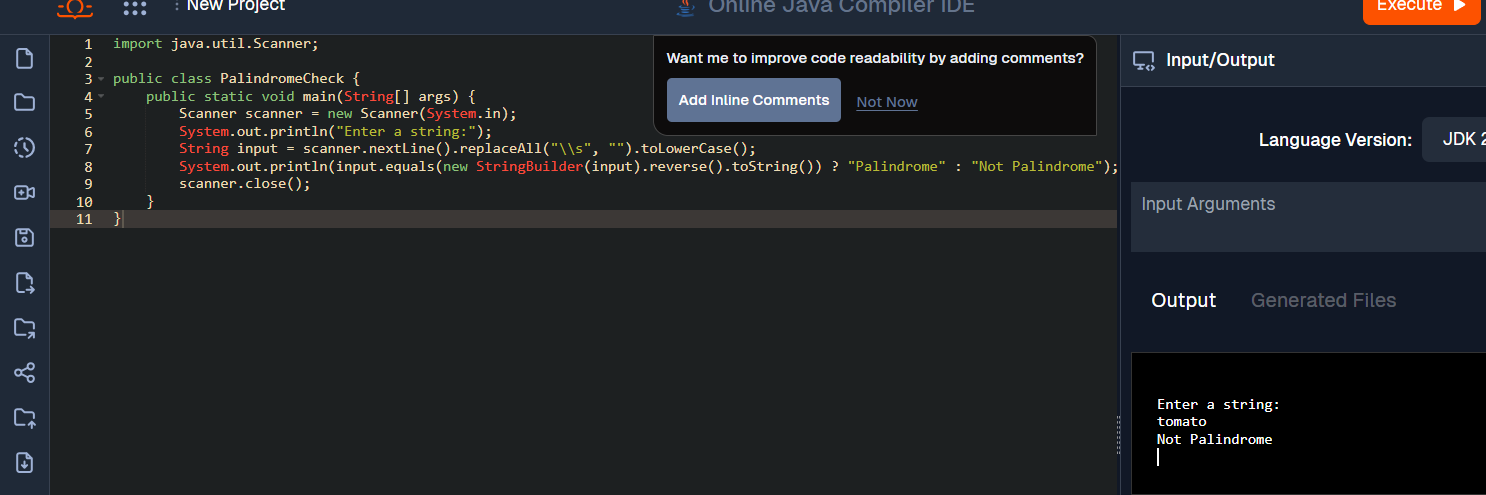 New Project
Online Java Compiler IDE
Execute
1 import java.util.Scanner;
2
3 public class PalindromeCheck {
4     public static void main(String[] args) {
5         Scanner scanner = new Scanner(System.in);
6         System.out.println("Enter a string:");
7         String input = scanner.nextLine().replaceAll("\\s", "").toLowerCase();
8         System.out.println(input.equals(new StringBuilder(input).reverse().toString()) ? "Palindrome" : "Not Palindrome");
9         scanner.close();
10     }
11 }
Want me to improve code readability by adding comments?
Add Inline Comments
Not Now
Input/Output
Language Version:
JDK
Input Arguments
Output
Generated Files
Enter a string:
tomato
Not Palindrome